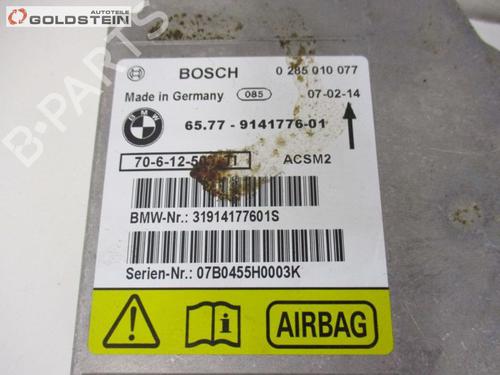 Autoteile
GOLDSTEIN
B-PARTS
BOSCH 0 285 010 077
Made in Germany 085 07-02-14
BMW 65.77 - 9141776-01
ACSM2
BMW-Nr.: 31914177601S
Serien-Nr.: 07B0455H0003K
AIRBAG